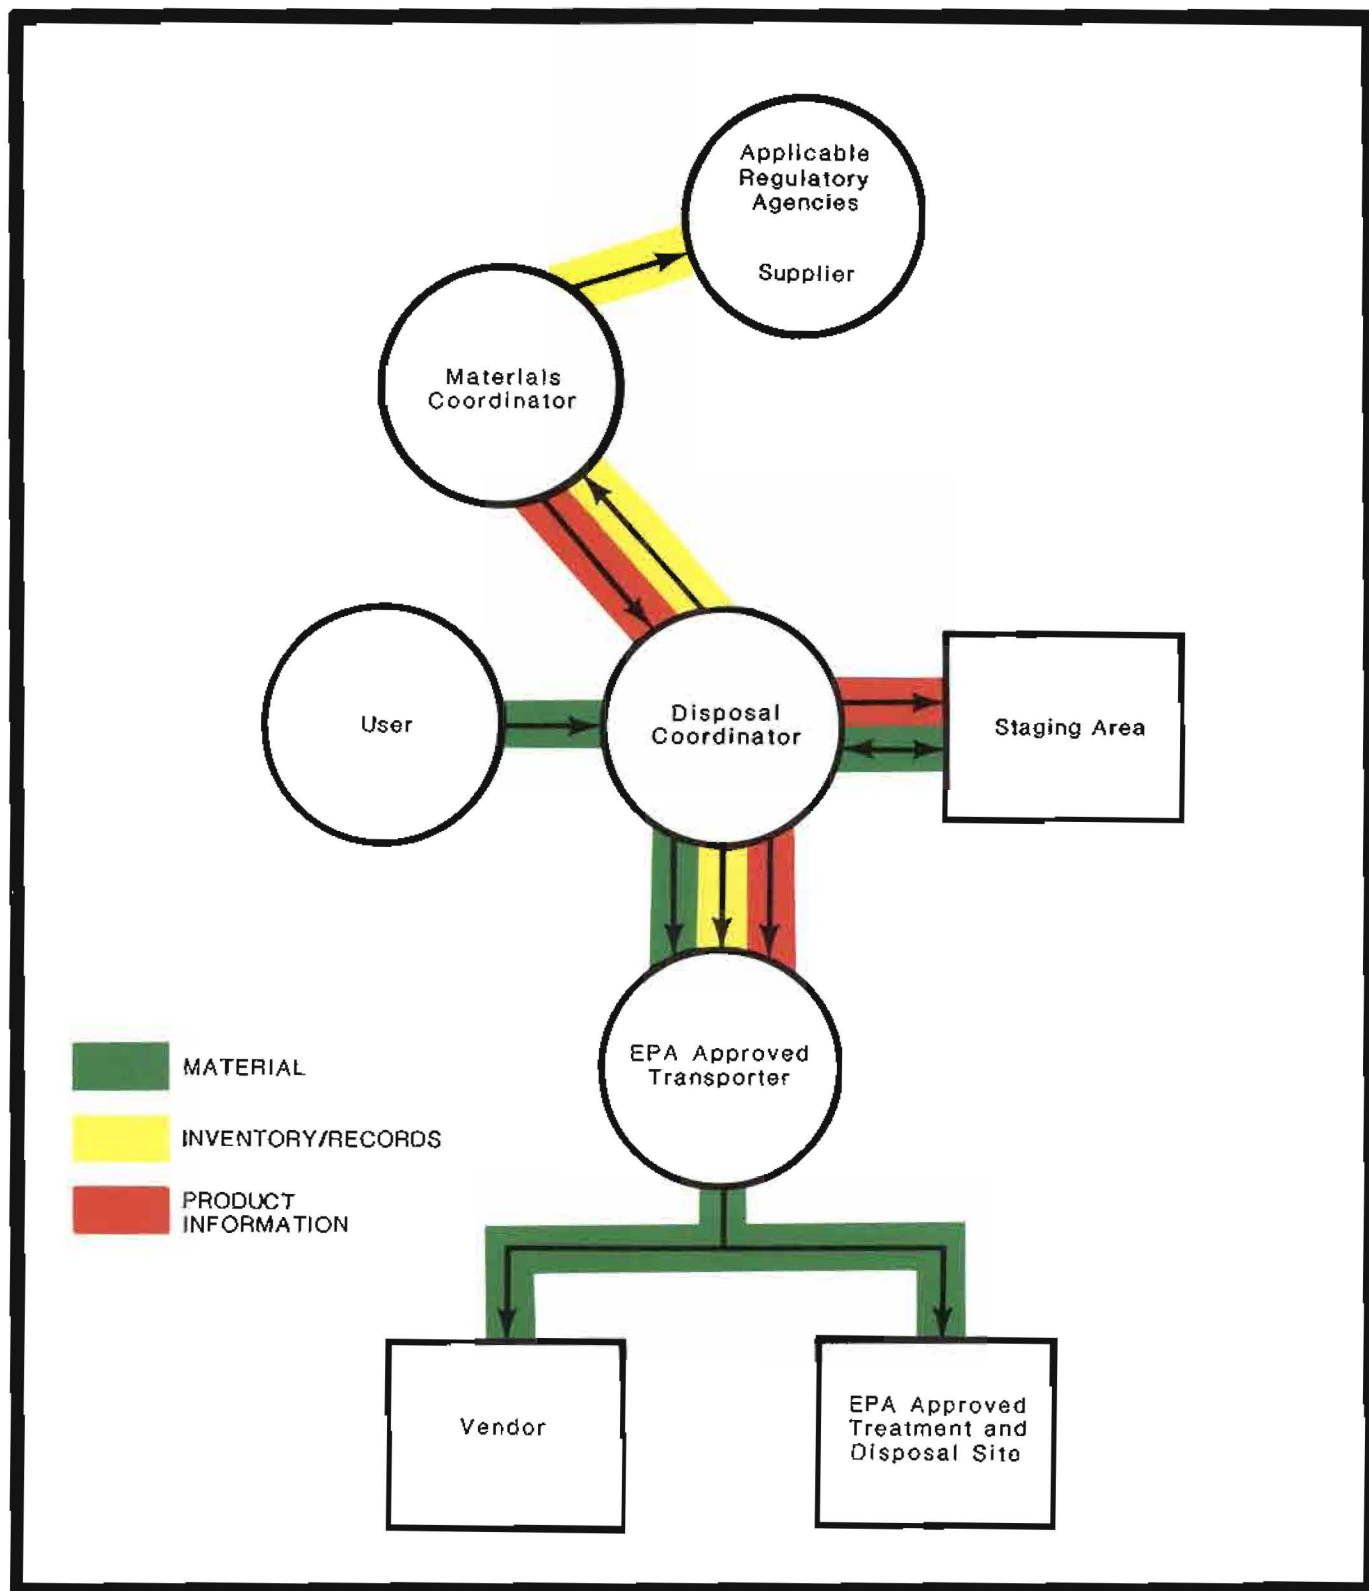 Applicable
Regulatory
Agencies
Supplier
Materials
Coordinator
User
Disposal
Coordinator
Staging Area
EPA Approved
Transporter
MATERIAL
INVENTORY/RECORDS
PRODUCT
INFORMATION
Vendor
EPA Approved
Treatment and
Disposal Site